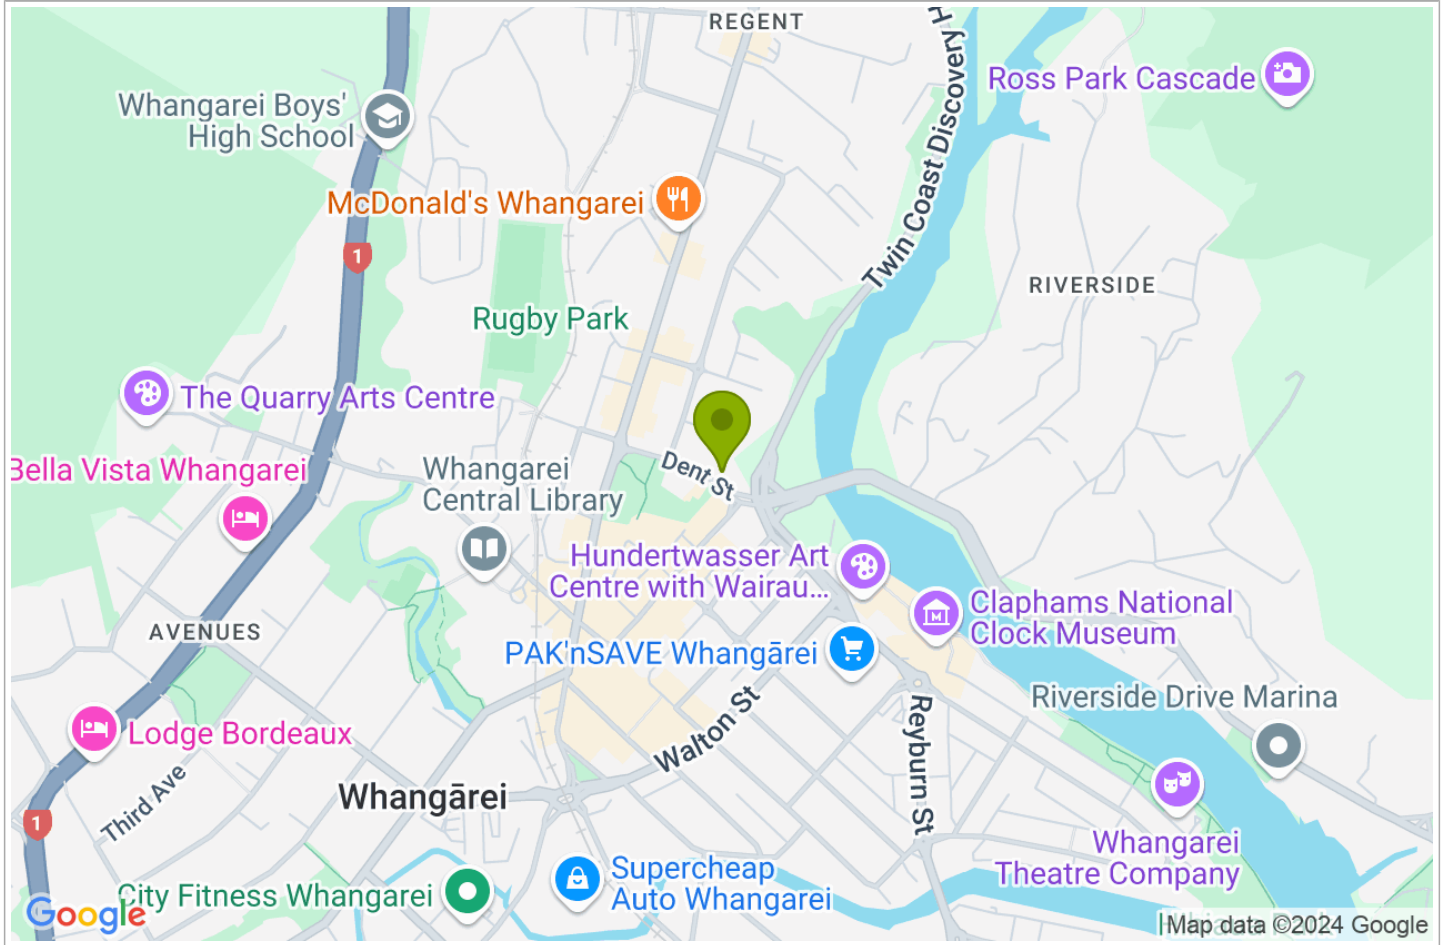 REGENT
Twin Coast Discovery H
Ross Park Cascade
Whangarei Boys'
High School
McDonald's Whangarei
1
RIVERSIDE
Rugby Park
The Quarry Arts Centre
Bella Vista Whangarei
Whangarei
Central Library
Dent St
Hundertwasser Art
Centre with Wairau...
Claphams National
Clock Museum
AVENUES
PAK'nSAVE Whangārei
Riverside Drive Marina
Lodge Bordeaux
Walton St
Reyburn St
Third Ave
Whangārei
1
Whangarei
Theatre Company
City Fitness Whangarei
Supercheap
Auto Whangarei
Google
Map data ©2024 Google